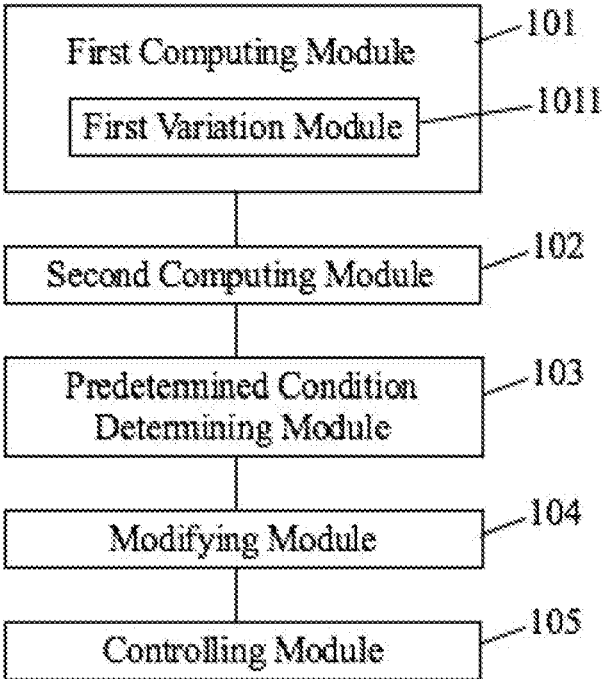 First Computing Module
101
First Variation Module
1011
Second Computing Module
102
Predetermined Condition
Determining Module
103
Modifying Module
104
Controlling Module
105